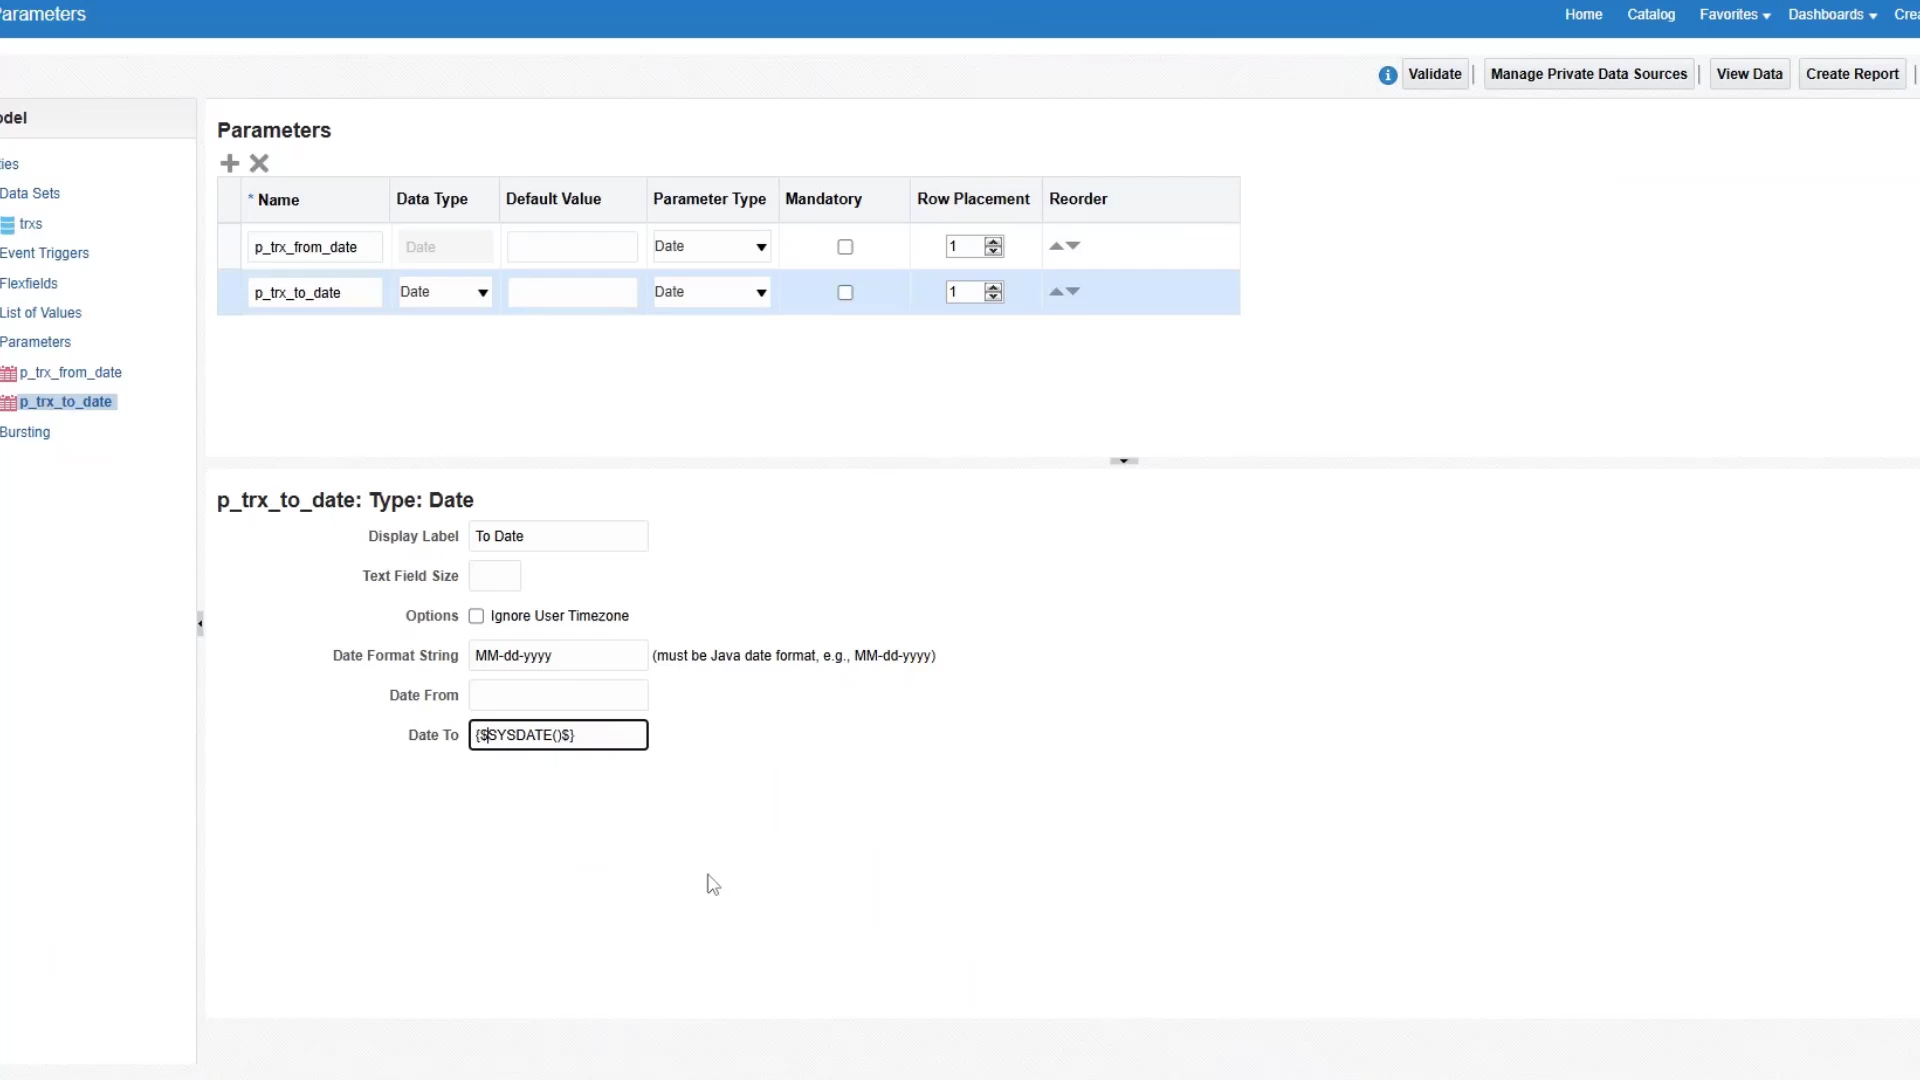 arameters
Home Catalog Favorites Dashboards Crea
Validate Manage Private Data Sources View Data Create Report
odel
ties
Data Sets
trxs
Event Triggers
Flexfields
List of Values
Parameters
p_trx_from_date
p_trx_to_date
Bursting
Parameters
* Name Data Type Default Value Parameter Type Mandatory Row Placement Reorder
p_trx_from_date Date Date 1
p_trx_to_date Date Date 1
p_trx_to_date: Type: Date
Display Label To Date
Text Field Size
Options Ignore User Timezone
Date Format String MM-dd-yyyy (must be Java date format, e.g., MM-dd-yyyy)
Date From
Date To {$SYSDATE()$}